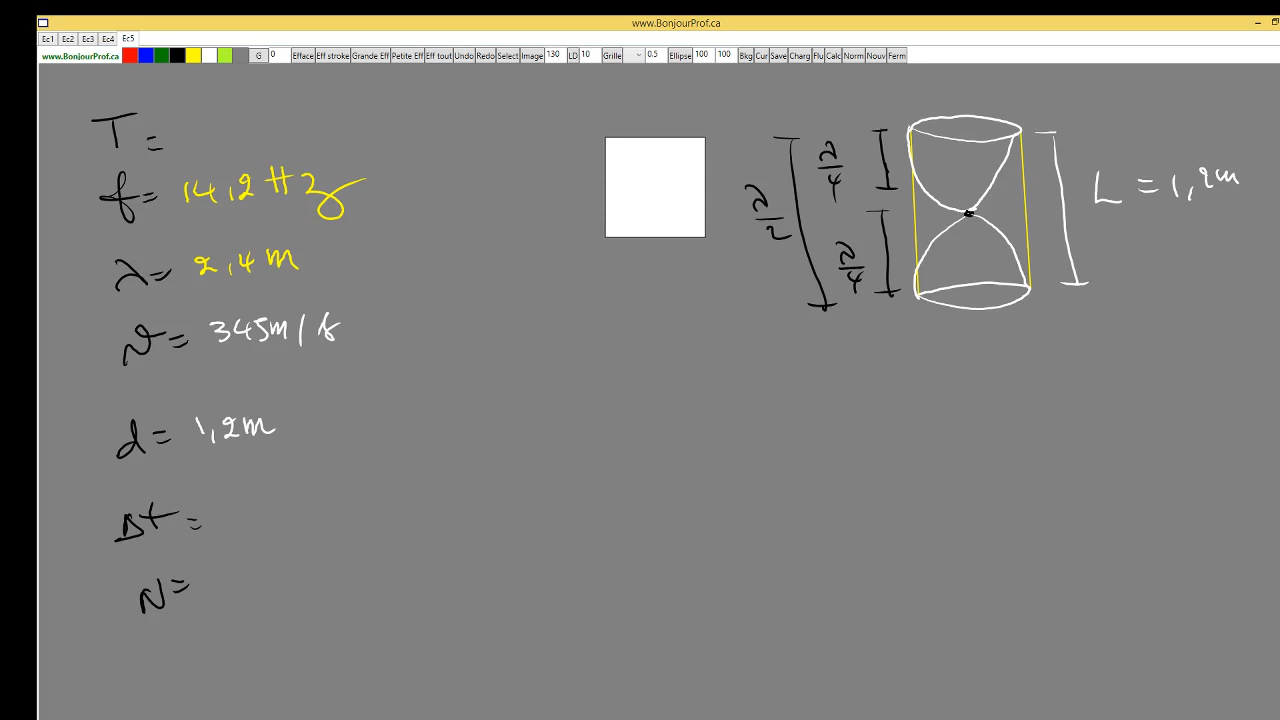 www.BonjourProf.ca
Ec1 Ec2 Ec3 Ec4 Ec5
www.BonjourProf.ca G 0 Efface Eff stroke Grande Eff Petite Eff Eff tout Undo Redo Select Image 130 LD 10 Grille 0.5 Ellipse 100 100 Bkg Cur Save Charg Flu Calc Norm Nouv Ferm
T =
f = 14,2 Hz
λ = 2,4 m
v = 345 m/s
d = 1,2 m
Δt =
N =
λ/2
λ/4
λ/4
L = 1,2 m